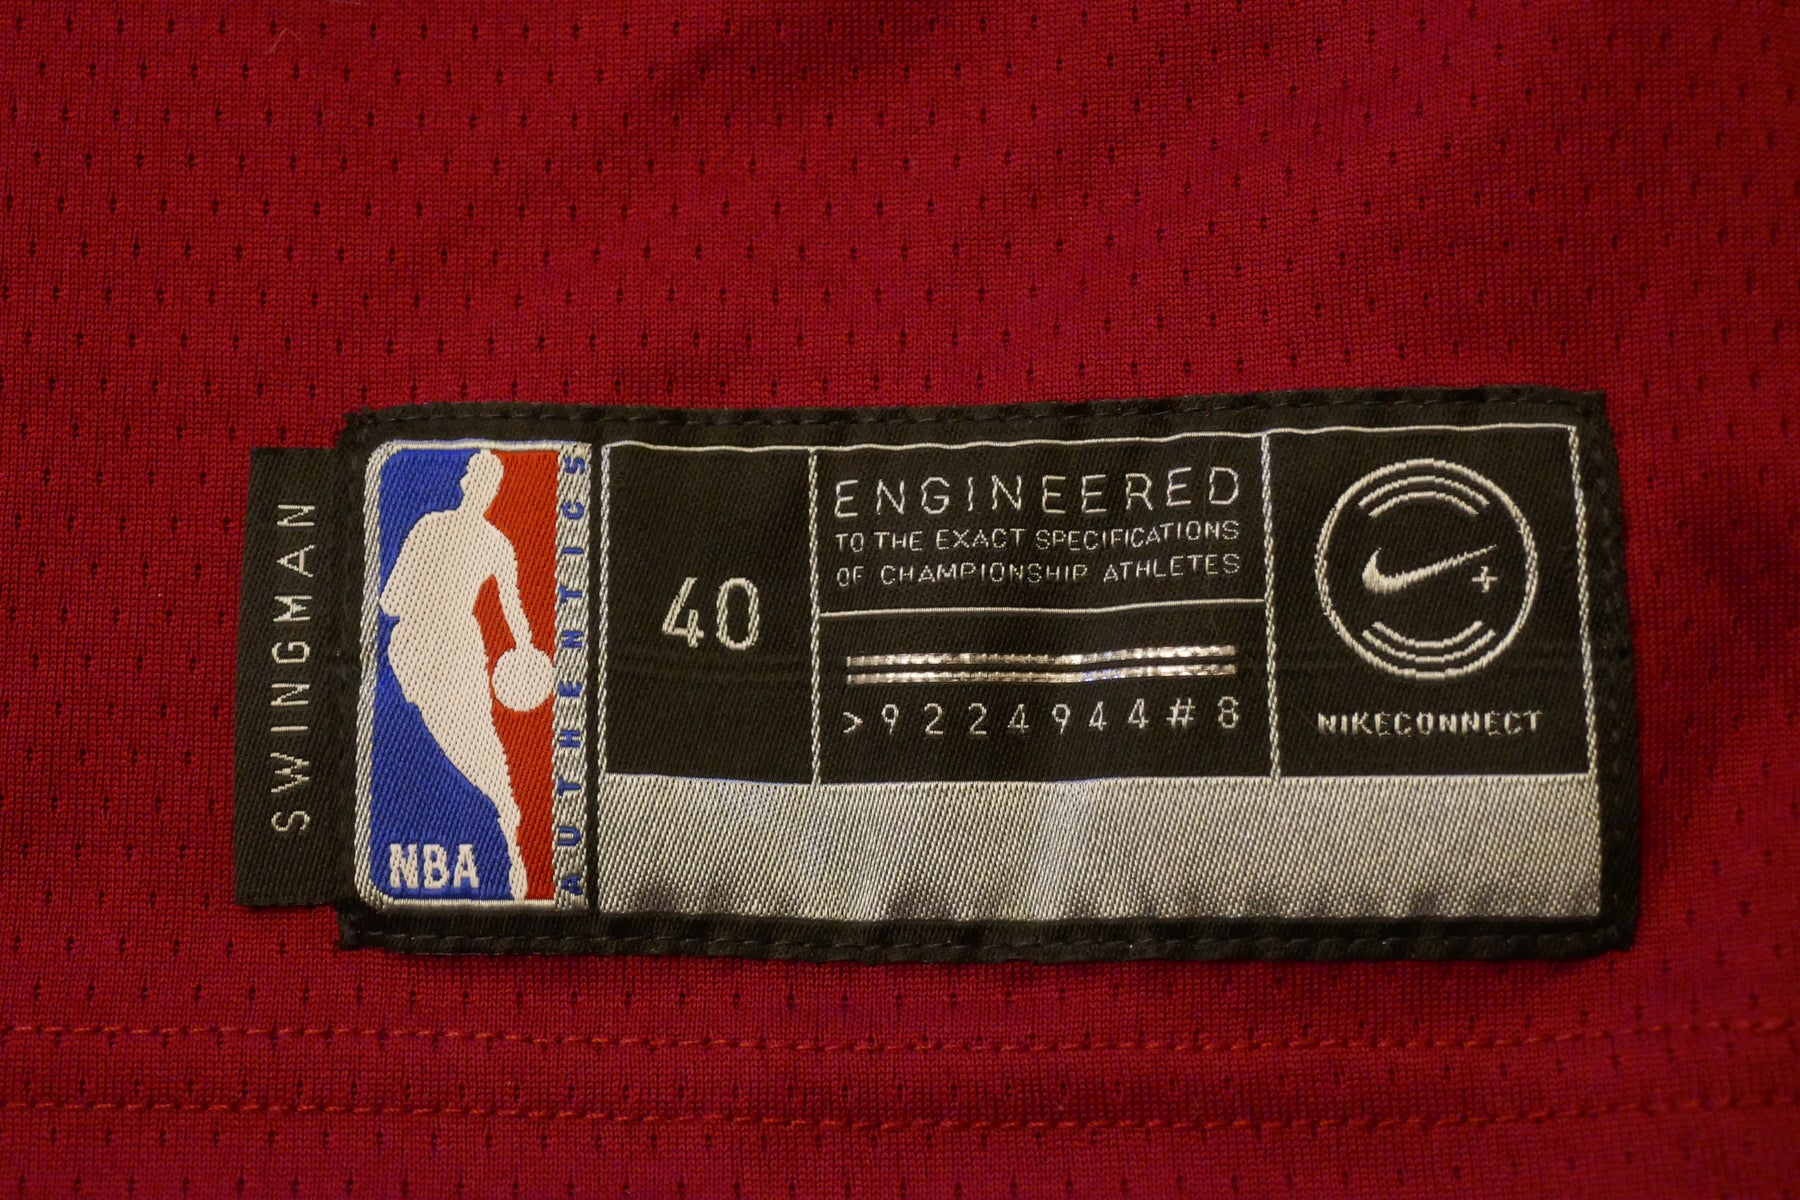 SWINGMAN
NBA
AUTHENTICS
40
ENGINEERED
TO THE EXACT SPECIFICATIONS
OF CHAMPIONSHIP ATHLETES
>9224944#8
+
NIKECONNECT